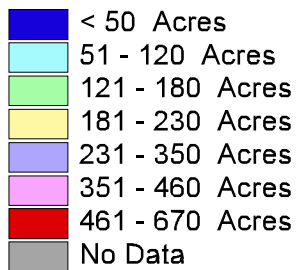 < 50 Acres
51 - 120 Acres
121 - 180 Acres
181 - 230 Acres
231 - 350 Acres
351 - 460 Acres
461 - 670 Acres
No Data